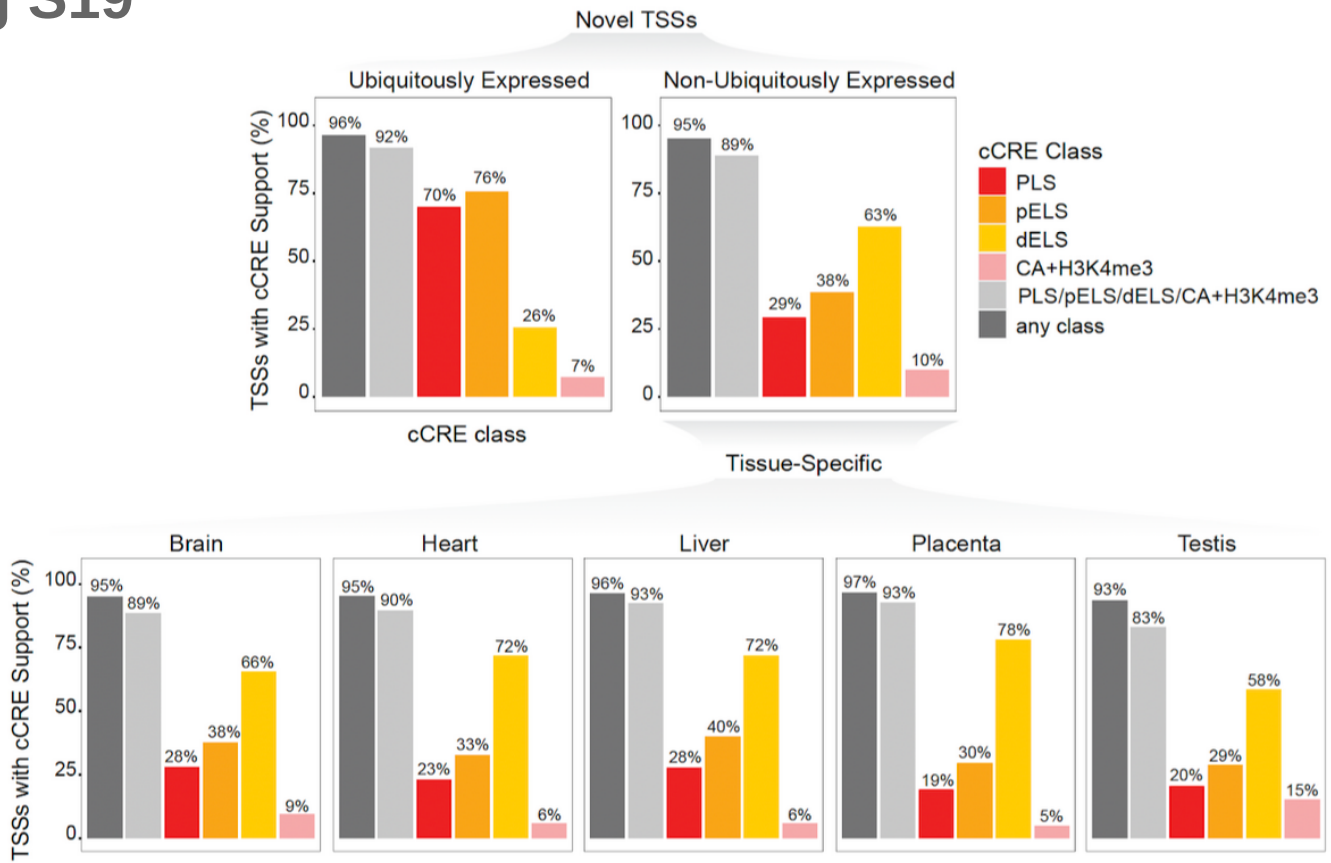 S19
Novel TSSs
Ubiquitously Expressed
Non-Ubiquitously Expressed
TSSs with cCRE Support (%)
100
75
50
25
0
96%
92%
70%
76%
26%
7%
cCRE class
100
75
50
25
0
95%
89%
29%
38%
63%
10%
cCRE Class
PLS
pELS
dELS
CA+H3K4me3
PLS/pELS/dELS/CA+H3K4me3
any class
Tissue-Specific
Brain
Heart
Liver
Placenta
Testis
TSSs with cCRE Support (%)
100
75
50
25
0
95%
89%
28%
38%
66%
9%
95%
90%
23%
33%
72%
6%
96%
93%
28%
40%
72%
6%
97%
93%
19%
30%
78%
5%
93%
83%
20%
29%
58%
15%